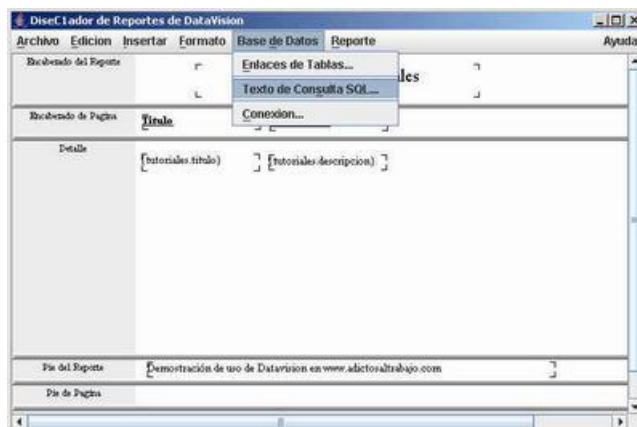 DiseC1ador de Reportes de DataVision
Archivo Edicion Insertar Formato Base de Datos Reporte Ayuda
Encabezado del Reporte
Enlaces de Tablas...
Texto de Consulta SQL...
Conexion...
les
Encabezado de Pagina
Titulo
Detalle
{tutoriales.titulo} {tutoriales.descripcion}
Pie del Reporte
Demostración de uso de Datavision en www.adictosaltrabajo.com
Pie de Pagina